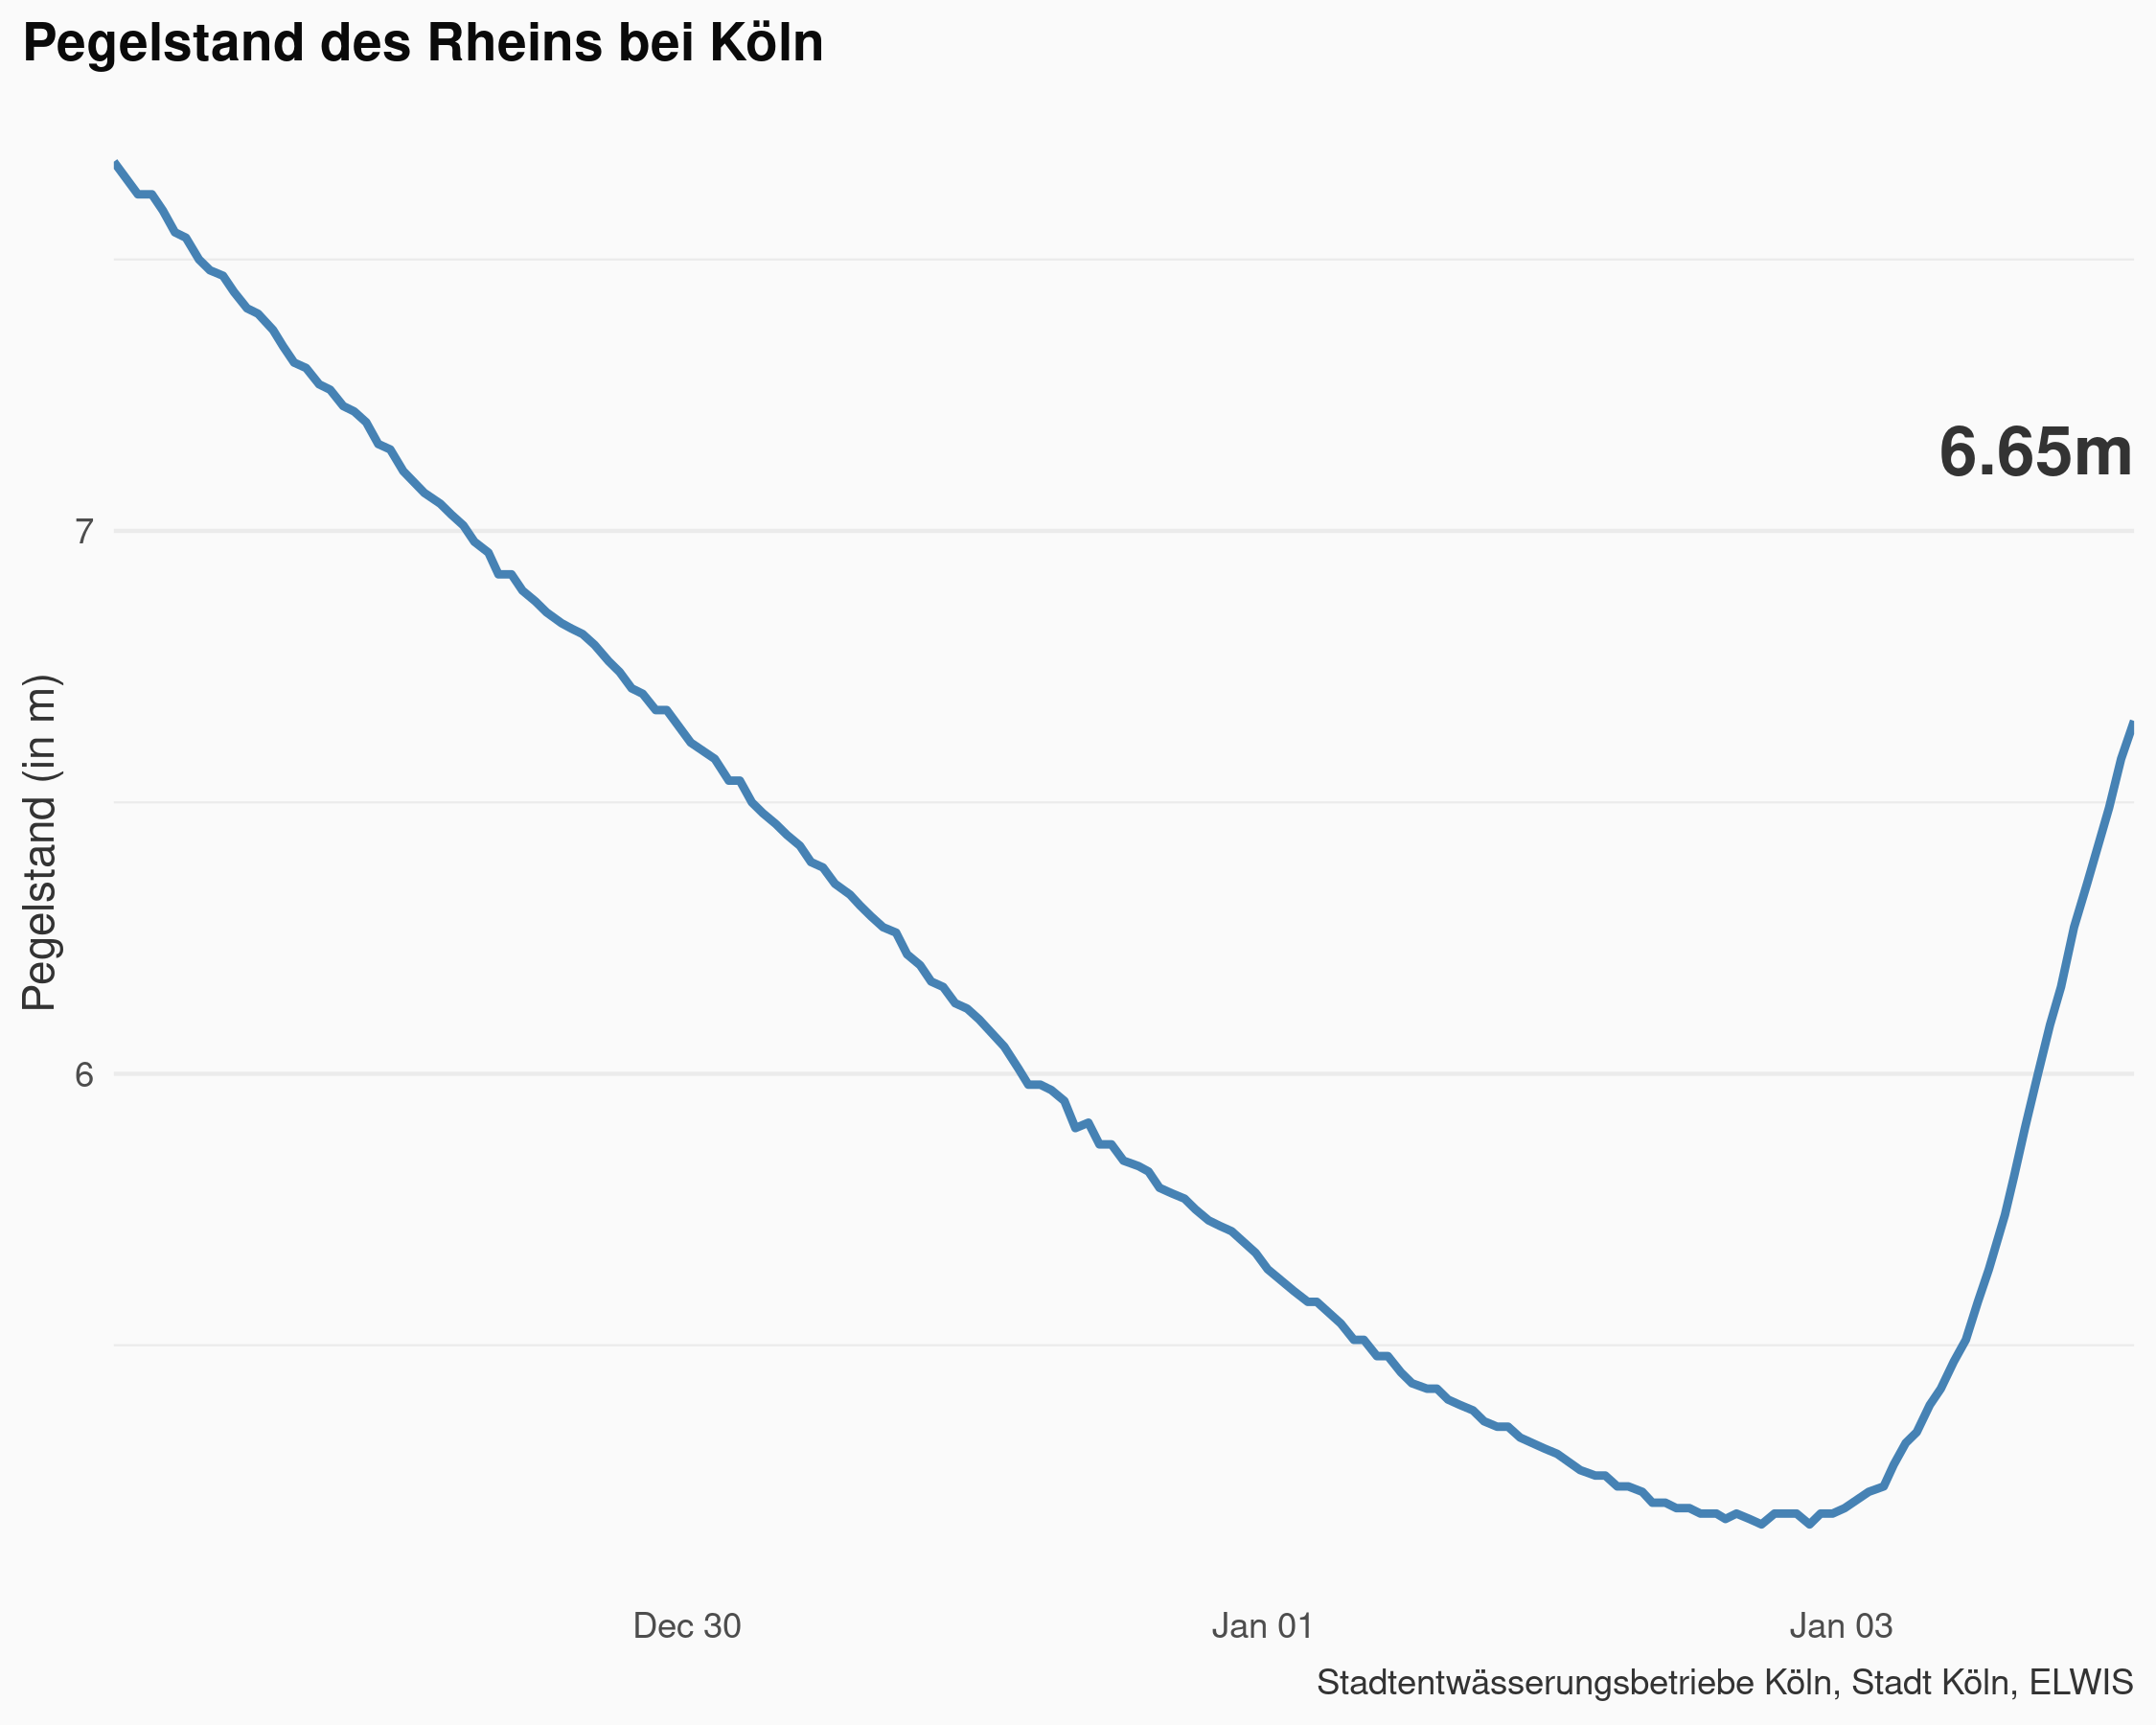 Pegelstand des Rheins bei Köln
6.65m
7
6
Pegelstand (in m)
Dec 30
Jan 01
Jan 03
Stadtentwässerungsbetriebe Köln, Stadt Köln, ELWIS